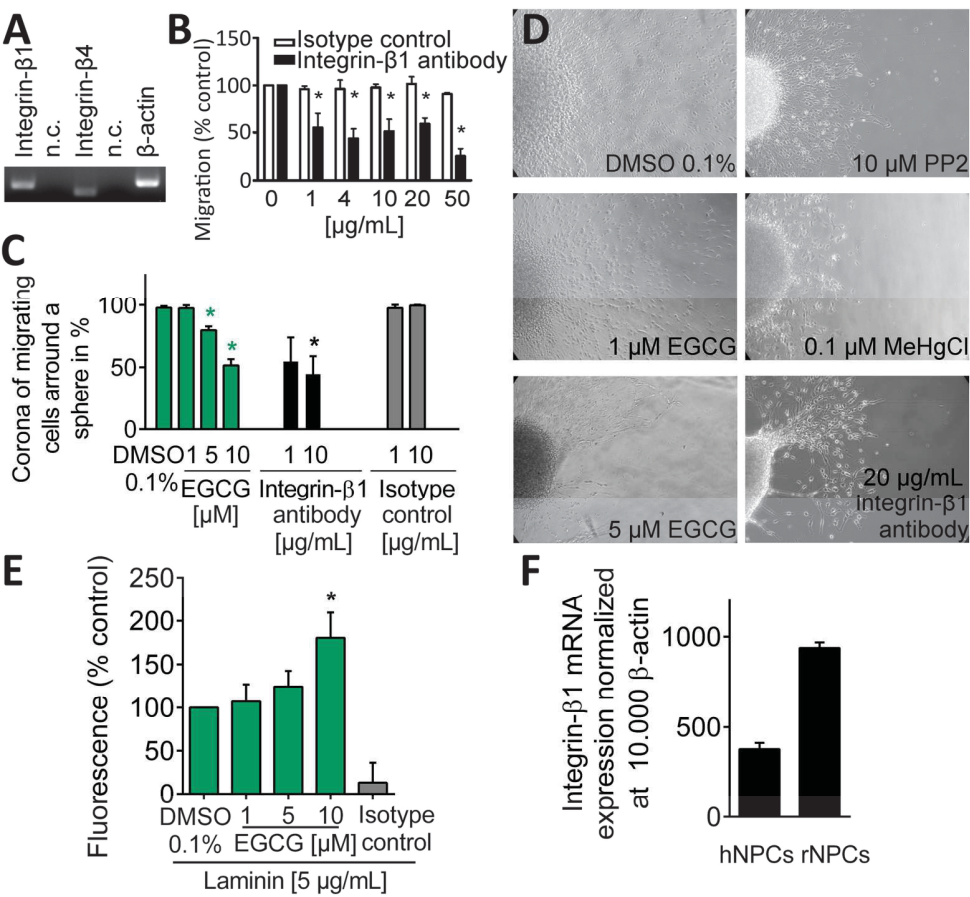 A
Integrin-β1
n.c.
Integrin-β4
n.c.
β-actin
B
Migration (% control)
150
100
50
0
Isotype control
Integrin-β1 antibody
* * * * *
0 1 4 10 20 50
[µg/mL]
C
Corona of migrating
cells arround a
sphere in %
100
50
0
* * *
DMSO 1 5 10 1 10 1 10
0.1% EGCG Integrin-β1 Isotype
[µM] antibody control
[µg/mL] [µg/mL]
D
DMSO 0.1%
10 µM PP2
1 µM EGCG
0.1 µM MeHgCl
5 µM EGCG
20 µg/mL
Integrin-β1
antibody
E
Fluorescence (% control)
250
200
150
100
50
0
*
DMSO 1 5 10 Isotype
0.1% EGCG [µM] control
Laminin [5 µg/mL]
F
Integrin-β1 mRNA
expression normalized
at 10.000 β-actin
1000
500
0
hNPCs rNPCs